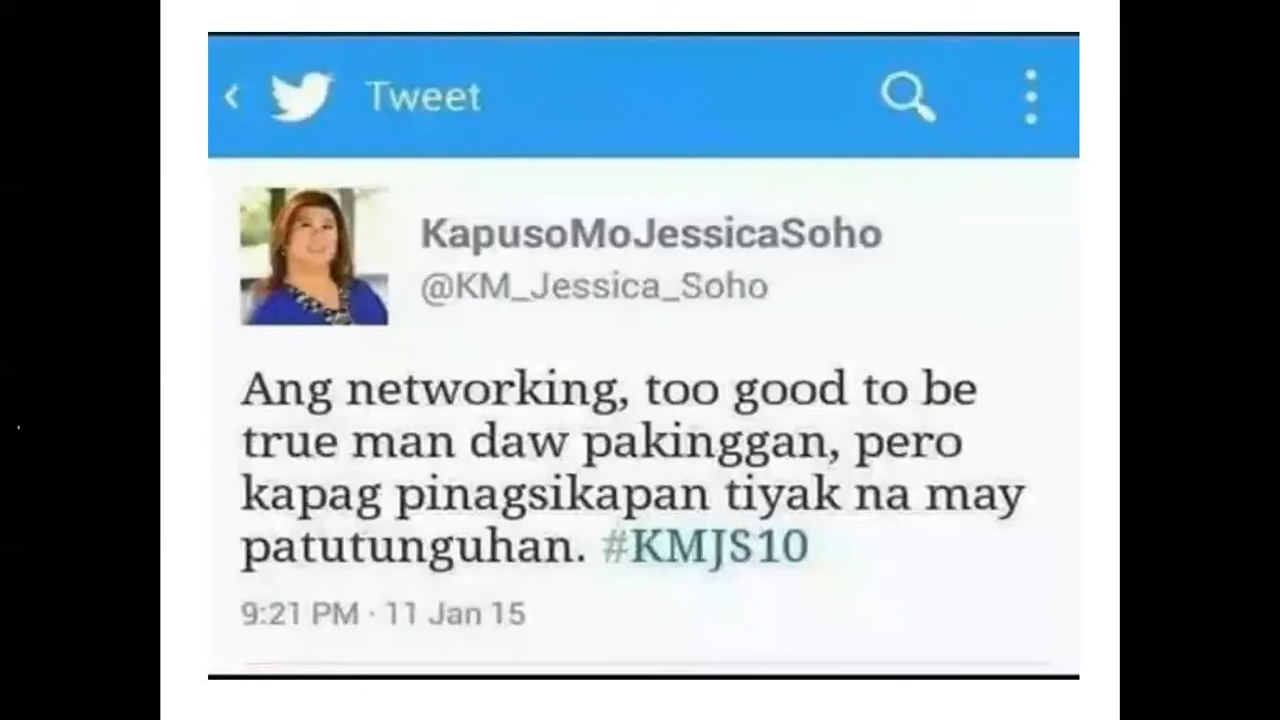 Tweet
KapusoMoJessicaSoho
@KM_Jessica_Soho
Ang networking, too good to be
true man daw pakinggan, pero
kapag pinagsikapan tiyak na may
patutunguhan. #KMJS10
9:21 PM · 11 Jan 15